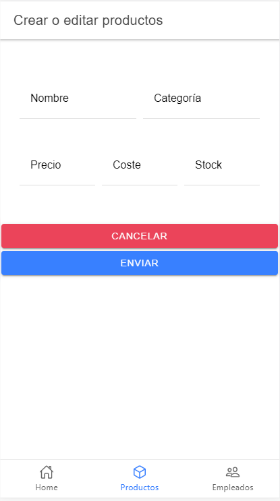 Crear o editar productos
Nombre Categoría
Precio Coste Stock
CANCELAR
ENVIAR
Home Productos Empleados